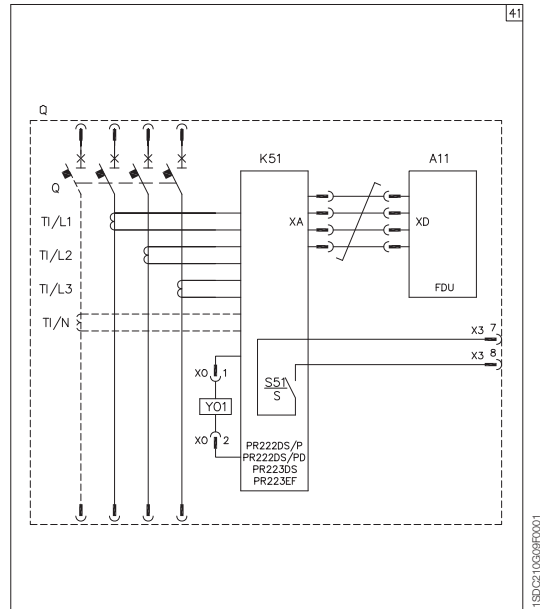 41
Q
K51
A11
Q
TI/L1
XA
XD
TI/L2
TI/L3
FDU
TI/N
X3 7
X3 8
X0 1
S51
S
YO1
X0 2
PR222DS/P
PR222DS/PD
PR223DS
PR223EF
1SDC210G09F0001